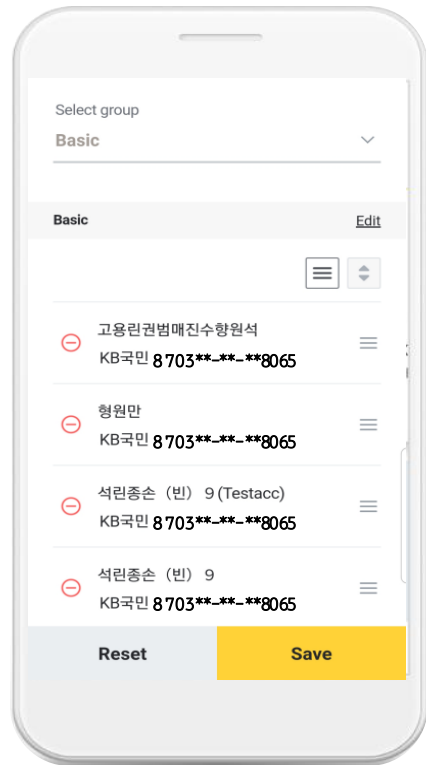 Select group
Basic
Basic
Edit
고용린권범매진수향원석
KB국민 8703**-**-**8065
형원만
KB국민 8703**-**-**8065
석린종손 (빈) 9(Testacc)
KB국민 8703**-**-**8065
석린종손 (빈) 9
KB국민 8703**-**-**8065
Reset
Save